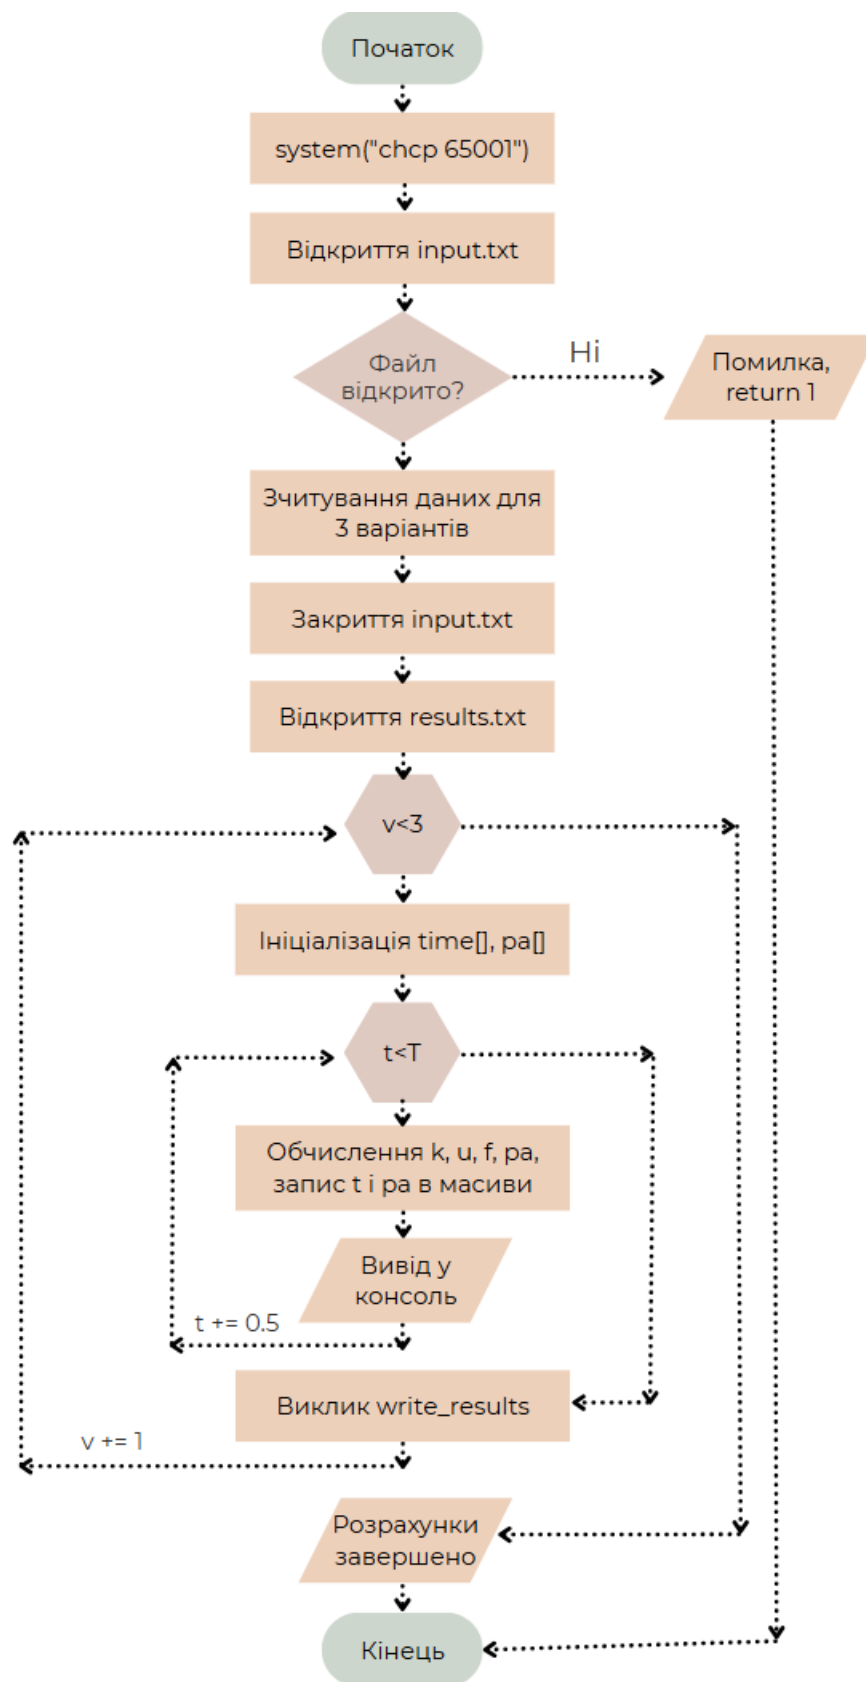 Початок
system("chcp 65001")
Відкриття input.txt
Файл
відкрито?
Ні
Помилка,
return 1
Зчитування даних для
3 варіантів
Закриття input.txt
Відкриття results.txt
v<3
Ініціалізація time[], pa[]
t<T
Обчислення k, u, f, pa,
запис t і pa в масиви
Вивід у
консоль
t += 0.5
Виклик write_results
v += 1
Розрахунки
завершено
Кінець